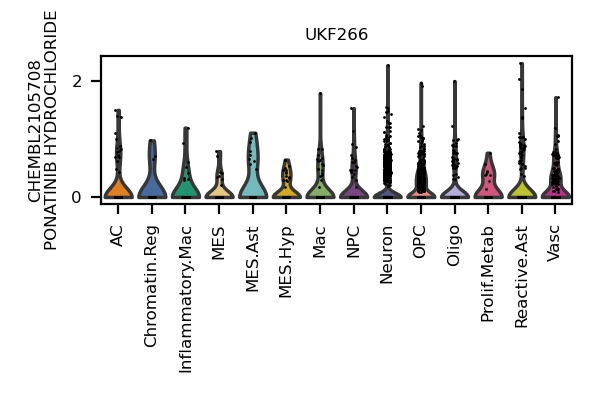 UKF266
CHEMBL2105708
PONATINIB HYDROCHLORIDE
2
0
AC
Chromatin.Reg
Inflammatory.Mac
MES
MES.Ast
MES.Hyp
Mac
NPC
Neuron
OPC
Oligo
Prolif.Metab
Reactive.Ast
Vasc